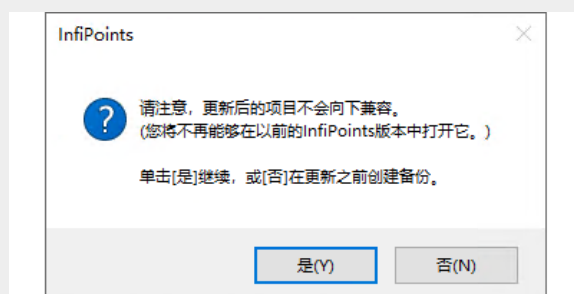 InfiPoints
请注意，更新后的项目不会向下兼容。
(您将不再能够在以前的InfiPoints版本中打开它。)
单击[是]继续，或[否]在更新之前创建备份。
是(Y)
否(N)